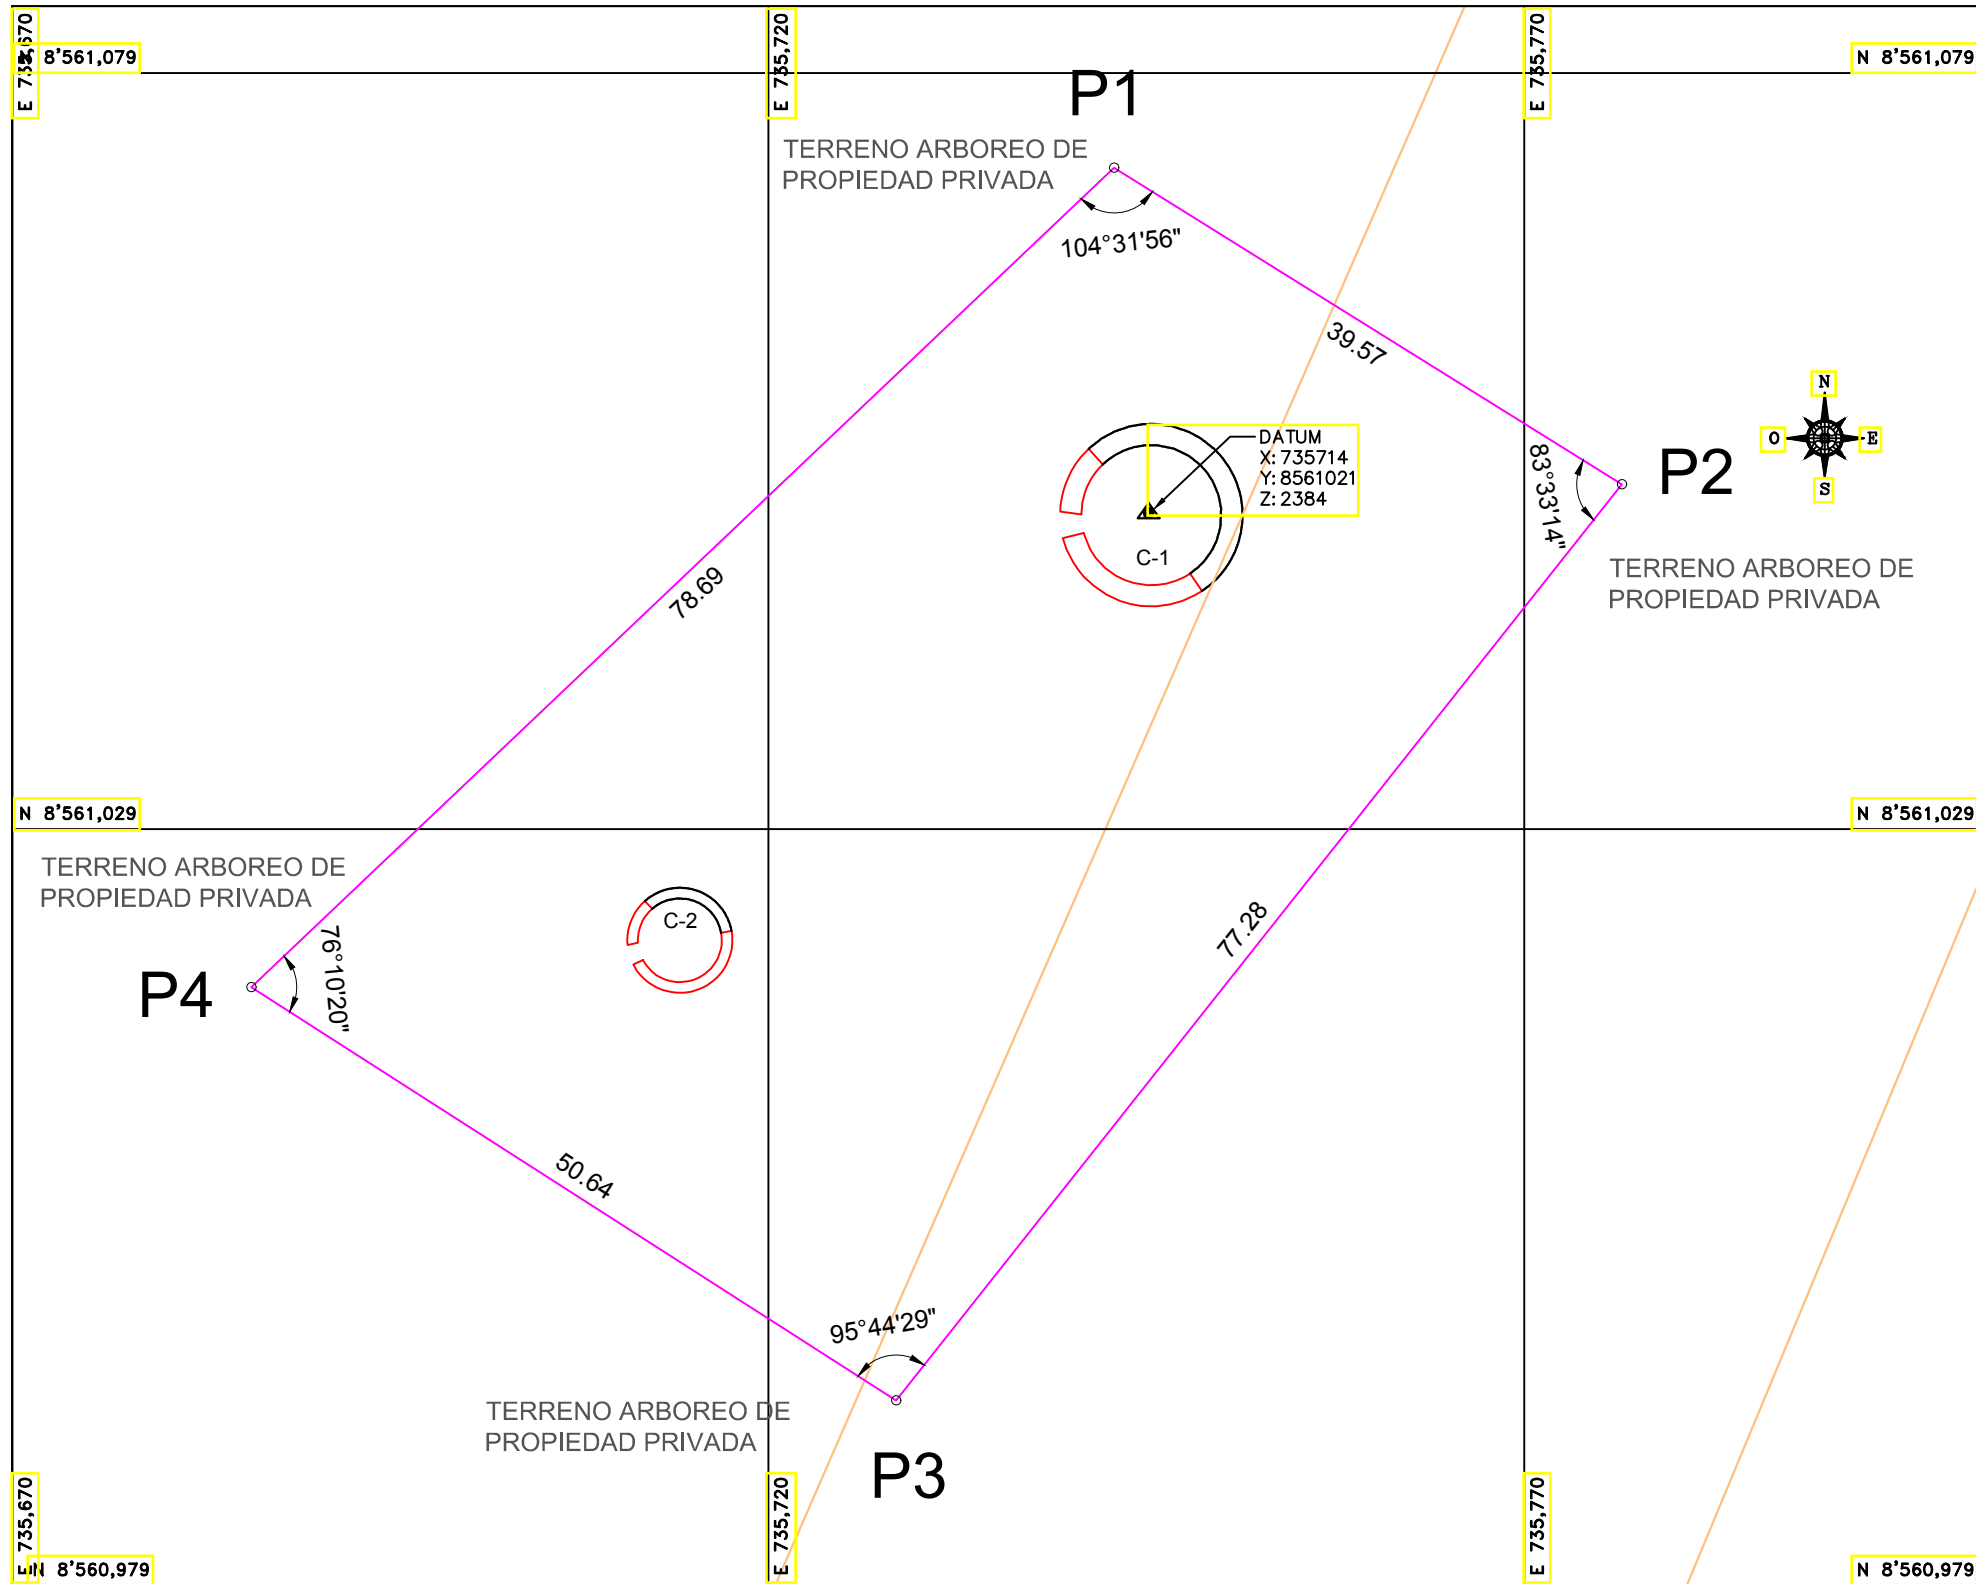 E 735,670
E 735,720
E 735,770
N 8'561,079
N 8'561,079
P1
TERRENO ARBOREO DE
PROPIEDAD PRIVADA
104°31'56"
39.57
N
O
E
S
DATUM
X: 735714
Y: 8561021
Z: 2384
C-1
P2
83°33'14"
TERRENO ARBOREO DE
PROPIEDAD PRIVADA
78.69
N 8'561,029
N 8'561,029
TERRENO ARBOREO DE
PROPIEDAD PRIVADA
C-2
77.28
76°10'20"
P4
50.64
95°44'29"
TERRENO ARBOREO DE
PROPIEDAD PRIVADA
P3
E 735,670
E 735,720
E 735,770
N 8'560,979
N 8'560,979